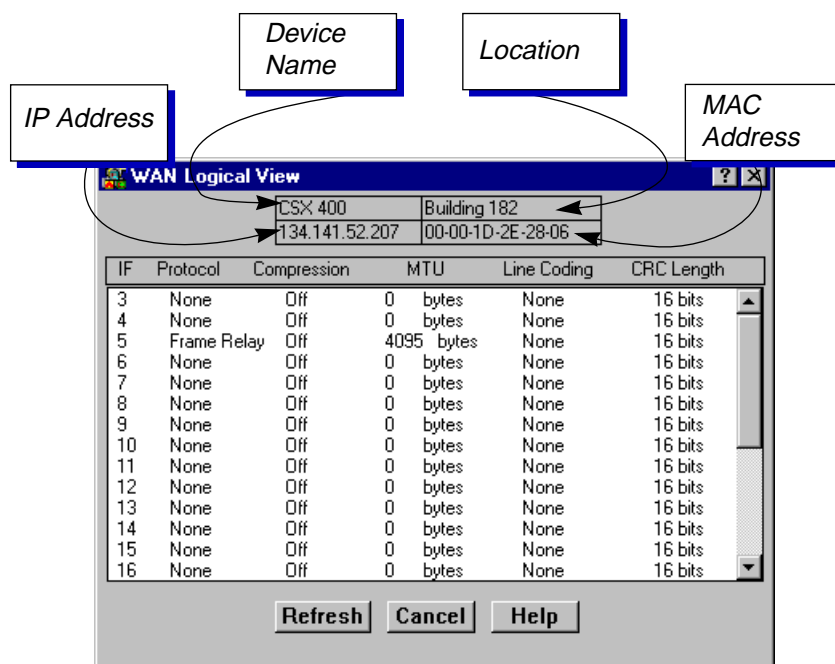 Device
Name
Location
IP Address
MAC
Address
WAN Logical View
CSX 400 Building 182
134.141.52.207 00-00-1D-2E-28-06
IF Protocol Compression MTU Line Coding CRC Length
3 None Off 0 bytes None 16 bits
4 None Off 0 bytes None 16 bits
5 Frame Relay Off 4095 bytes None 16 bits
6 None Off 0 bytes None 16 bits
7 None Off 0 bytes None 16 bits
8 None Off 0 bytes None 16 bits
9 None Off 0 bytes None 16 bits
10 None Off 0 bytes None 16 bits
11 None Off 0 bytes None 16 bits
12 None Off 0 bytes None 16 bits
13 None Off 0 bytes None 16 bits
14 None Off 0 bytes None 16 bits
15 None Off 0 bytes None 16 bits
16 None Off 0 bytes None 16 bits
Refresh Cancel Help